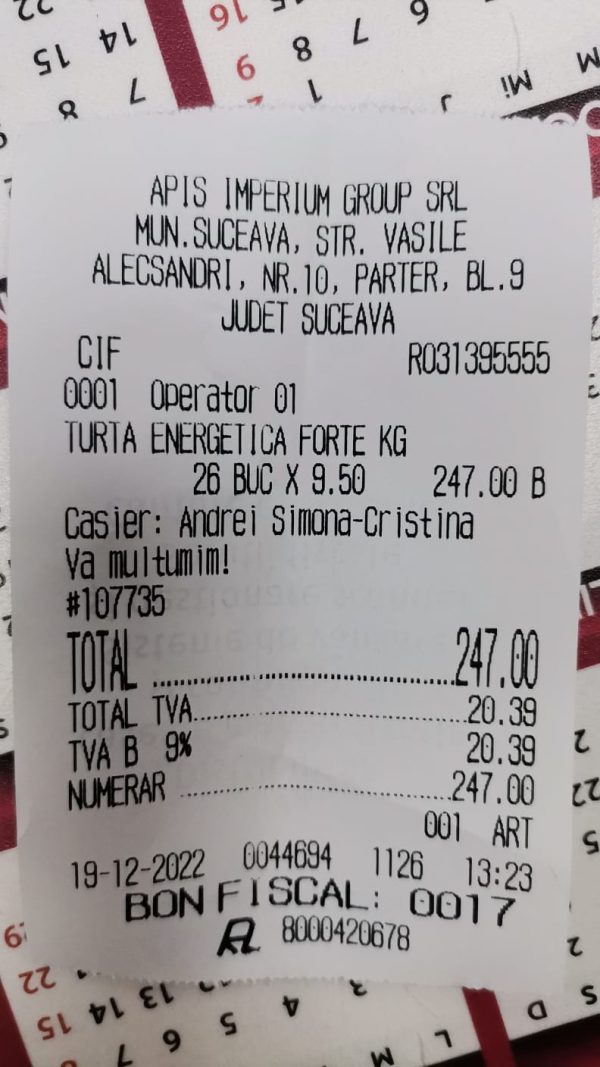 APIS IMPERIUM GROUP SRL
MUN.SUCEAVA, STR. VASILE
ALECSANDRI, NR.10, PARTER, BL.9
JUDET SUCEAVA
CIF RO31395555
0001 Operator 01
TURTA ENERGETICA FORTE KG
26 BUC X 9.50 247.00 B
Casier: Andrei Simona-Cristina
Va multumim!
#107735
TOTAL 247.00
TOTAL TVA 20.39
TVA B 9% 20.39
NUMERAR 247.00
001 ART
19-12-2022 0044694 1126 13:23
BON FISCAL: 0017
8000420678